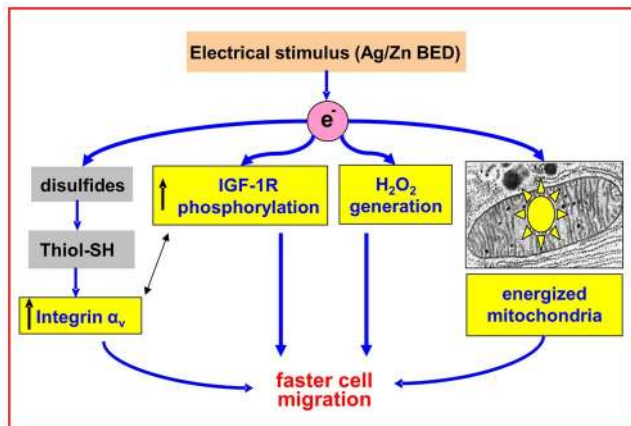 Electrical stimulus (Ag/Zn BED)
e⁻
disulfides
Thiol-SH
Integrin αᵥ
IGF-1R
phosphorylation
H₂O₂
generation
energized
mitochondria
faster cell
migration